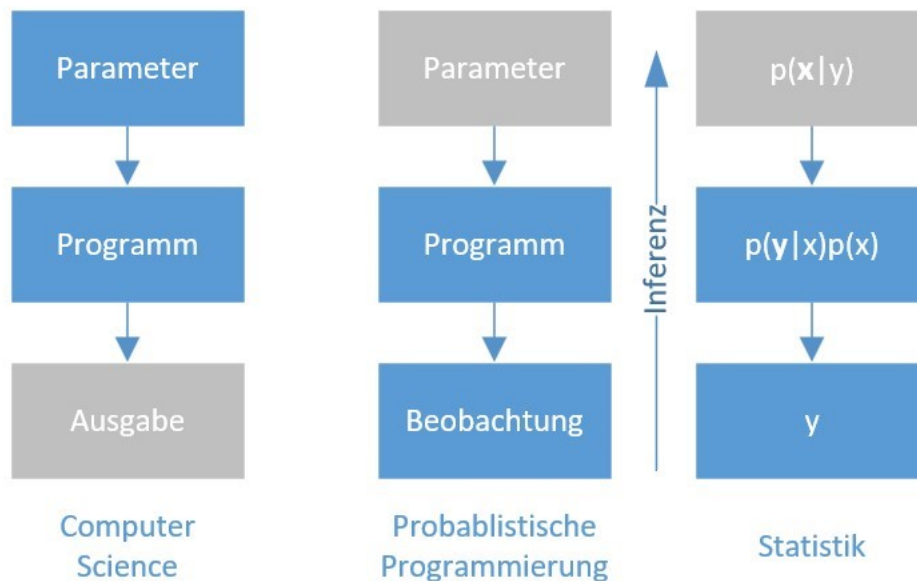 Parameter
Programm
Ausgabe
Computer
Science
Parameter
Programm
Beobachtung
Probablistische
Programmierung
Inferenz
p(x|y)
p(y|x)p(x)
y
Statistik